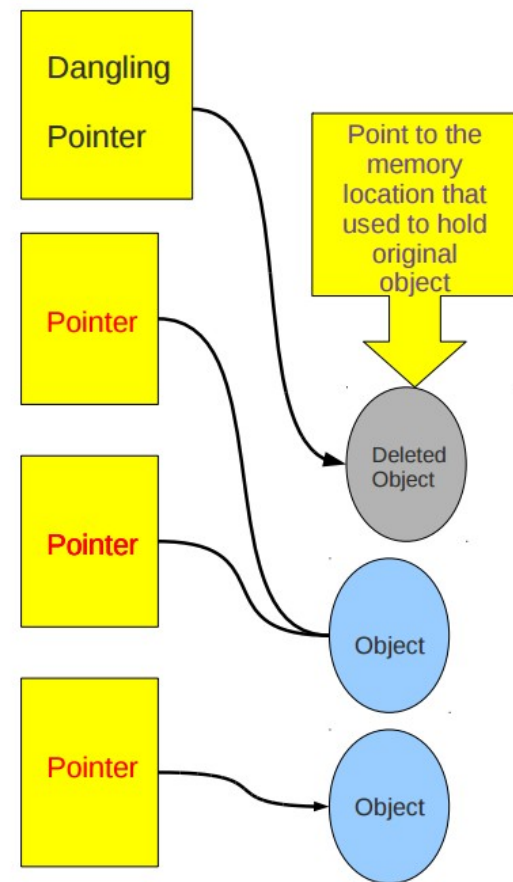 Dangling
Pointer
Point to the
memory
location that
used to hold
original
object
Pointer
Deleted
Object
Pointer
Object
Pointer
Object